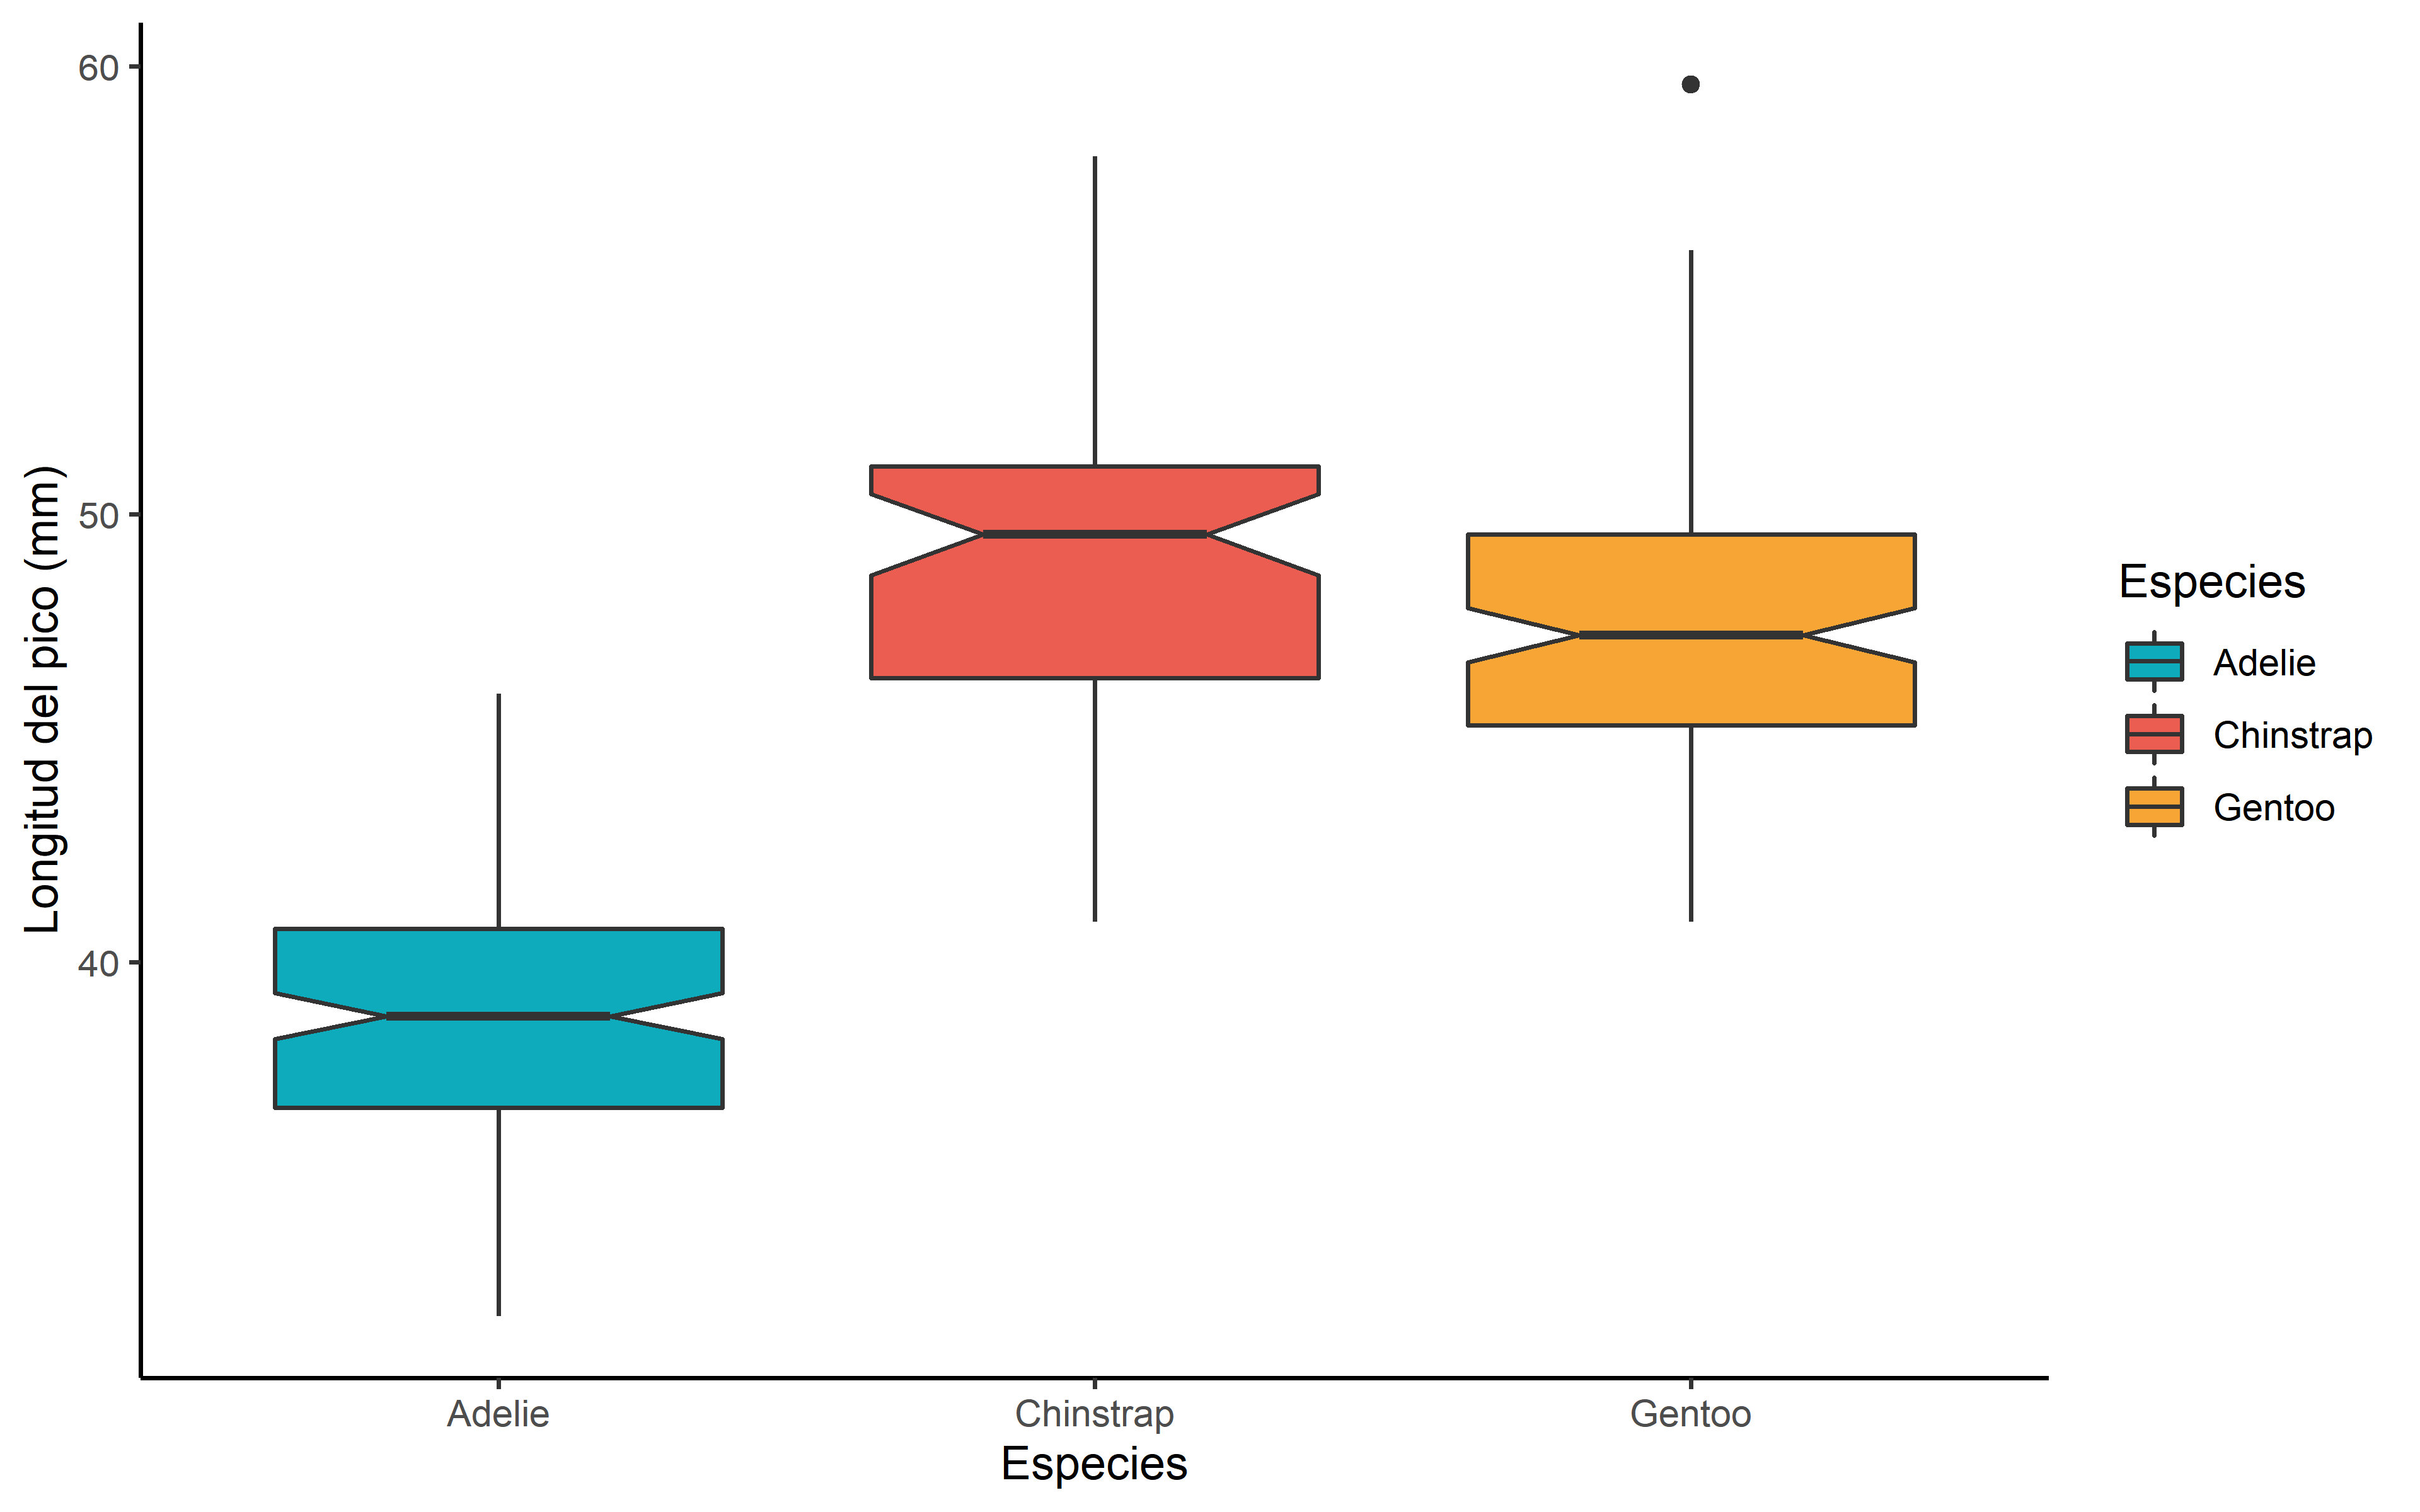 Longitud del pico (mm)
60
50
40
Adelie
Chinstrap
Gentoo
Especies
Especies
Adelie
Chinstrap
Gentoo